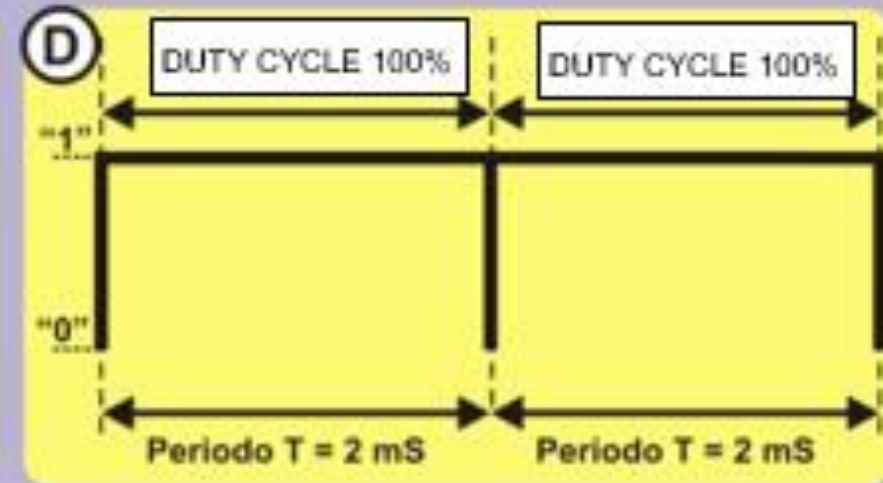 D
DUTY CYCLE 100%
DUTY CYCLE 100%
"1"
"0"
Periodo T = 2 mS
Periodo T = 2 mS